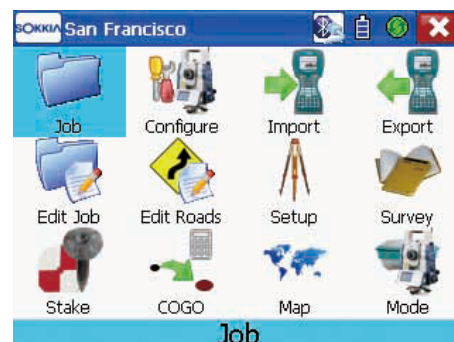 SOKKIA San Francisco
Job Configure Import Export
Edit Job Edit Roads Setup Survey
Stake COGO Map Mode
Job